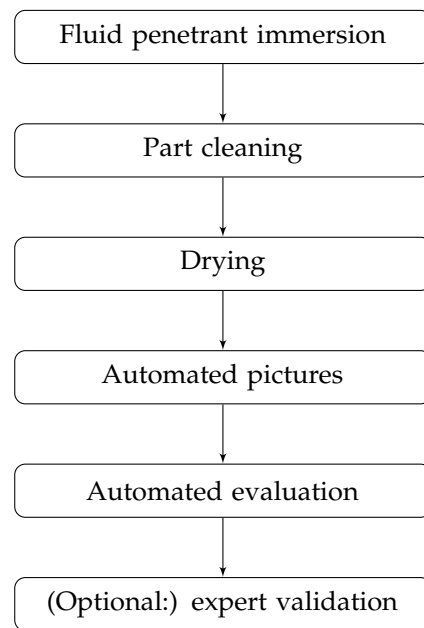 Fluid penetrant immersion
Part cleaning
Drying
Automated pictures
Automated evaluation
(Optional:) expert validation